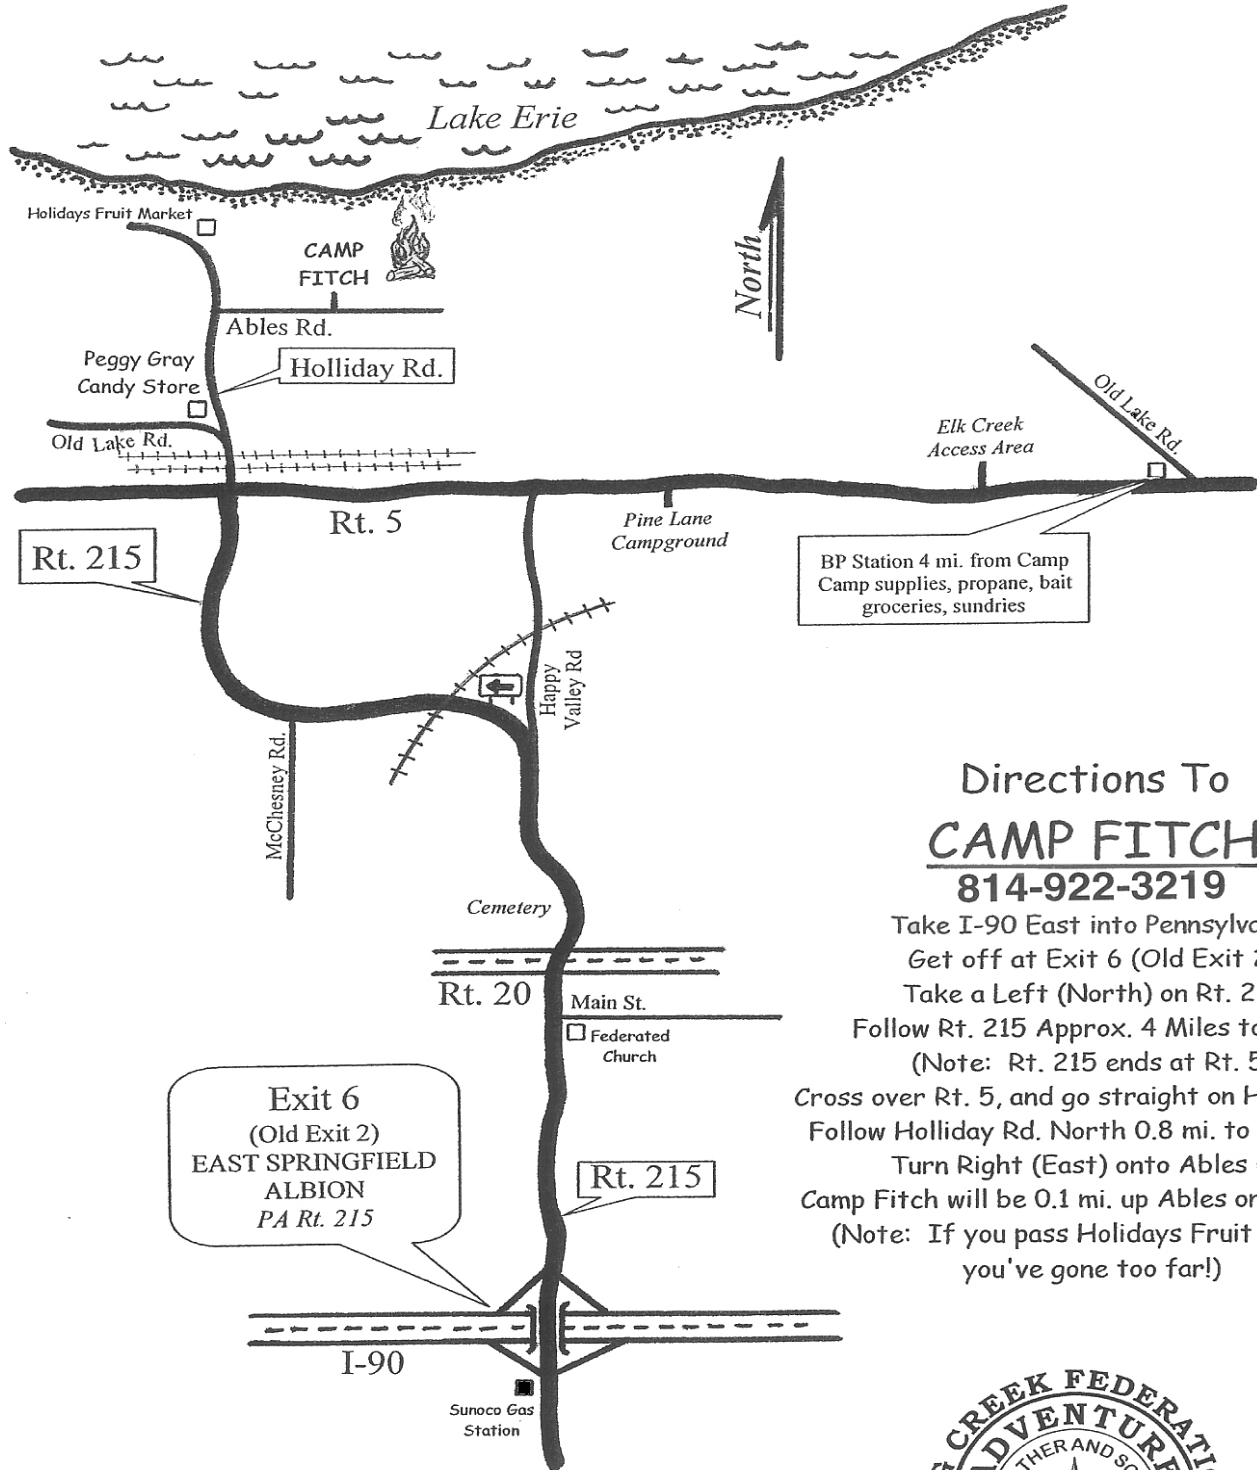 Lake Erie
Holidays Fruit Market
CAMP
FITCH
North
Ables Rd.
Peggy Gray
Candy Store
Holliday Rd.
Old Lake Rd.
Old Lake Rd.
Elk Creek
Access Area
Rt. 5
Pine Lane
Campground
Rt. 215
BP Station 4 mi. from Camp
Camp supplies, propane, bait
groceries, sundries
Happy
Valley Rd
McChesney Rd.
Cemetery
Rt. 20
Main St.
Federated
Church
Exit 6
(Old Exit 2)
EAST SPRINGFIELD
ALBION
PA Rt. 215
Rt. 215
I-90
Sunoco Gas
Station
Directions To
CAMP FITCH
814-922-3219
Take I-90 East into
Get off at Exit 6 (Old Exit
Take a Left (North) on Rt.
Follow Rt. 215 Approx. 4 Miles
(Note: Rt. 215 ends at Rt. 5
Cross over Rt. 5, and go straight on
Follow Holliday Rd. North 0.8 mi. to
Turn Right (East) onto Ables
Camp Fitch will be 0.1 mi. up Ables on
(Note: If you pass Holidays Fruit
you've gone too far!)
CREEK
ADVENTURE
AND